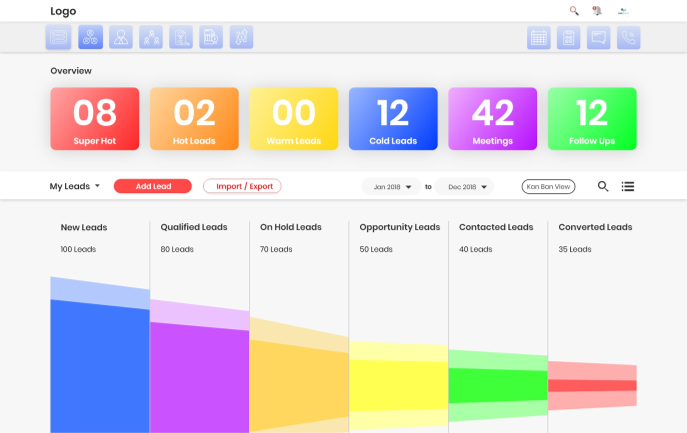 Logo
Overview
08 02 00 12 42 12
Super Hot Hot Leads Warm Leads Cold Leads Meetings Follow Ups
My Leads Add Lead Import / Export Jan 2018 to Dec 2018 Kan Ban View
New Leads Qualified Leads On Hold Leads Opportunity Leads Contacted Leads Converted Leads
100 Leads 80 Leads 70 Leads 50 Leads 40 Leads 35 Leads